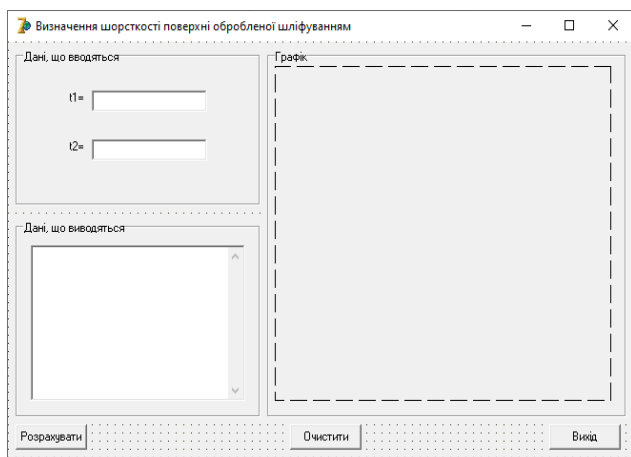 Визначення шорсткості поверхні обробленої шліфуванням
Дані, що вводяться
t1=
t2=
Графік
Дані, що виводяться
Розрахувати
Очистити
Вихід